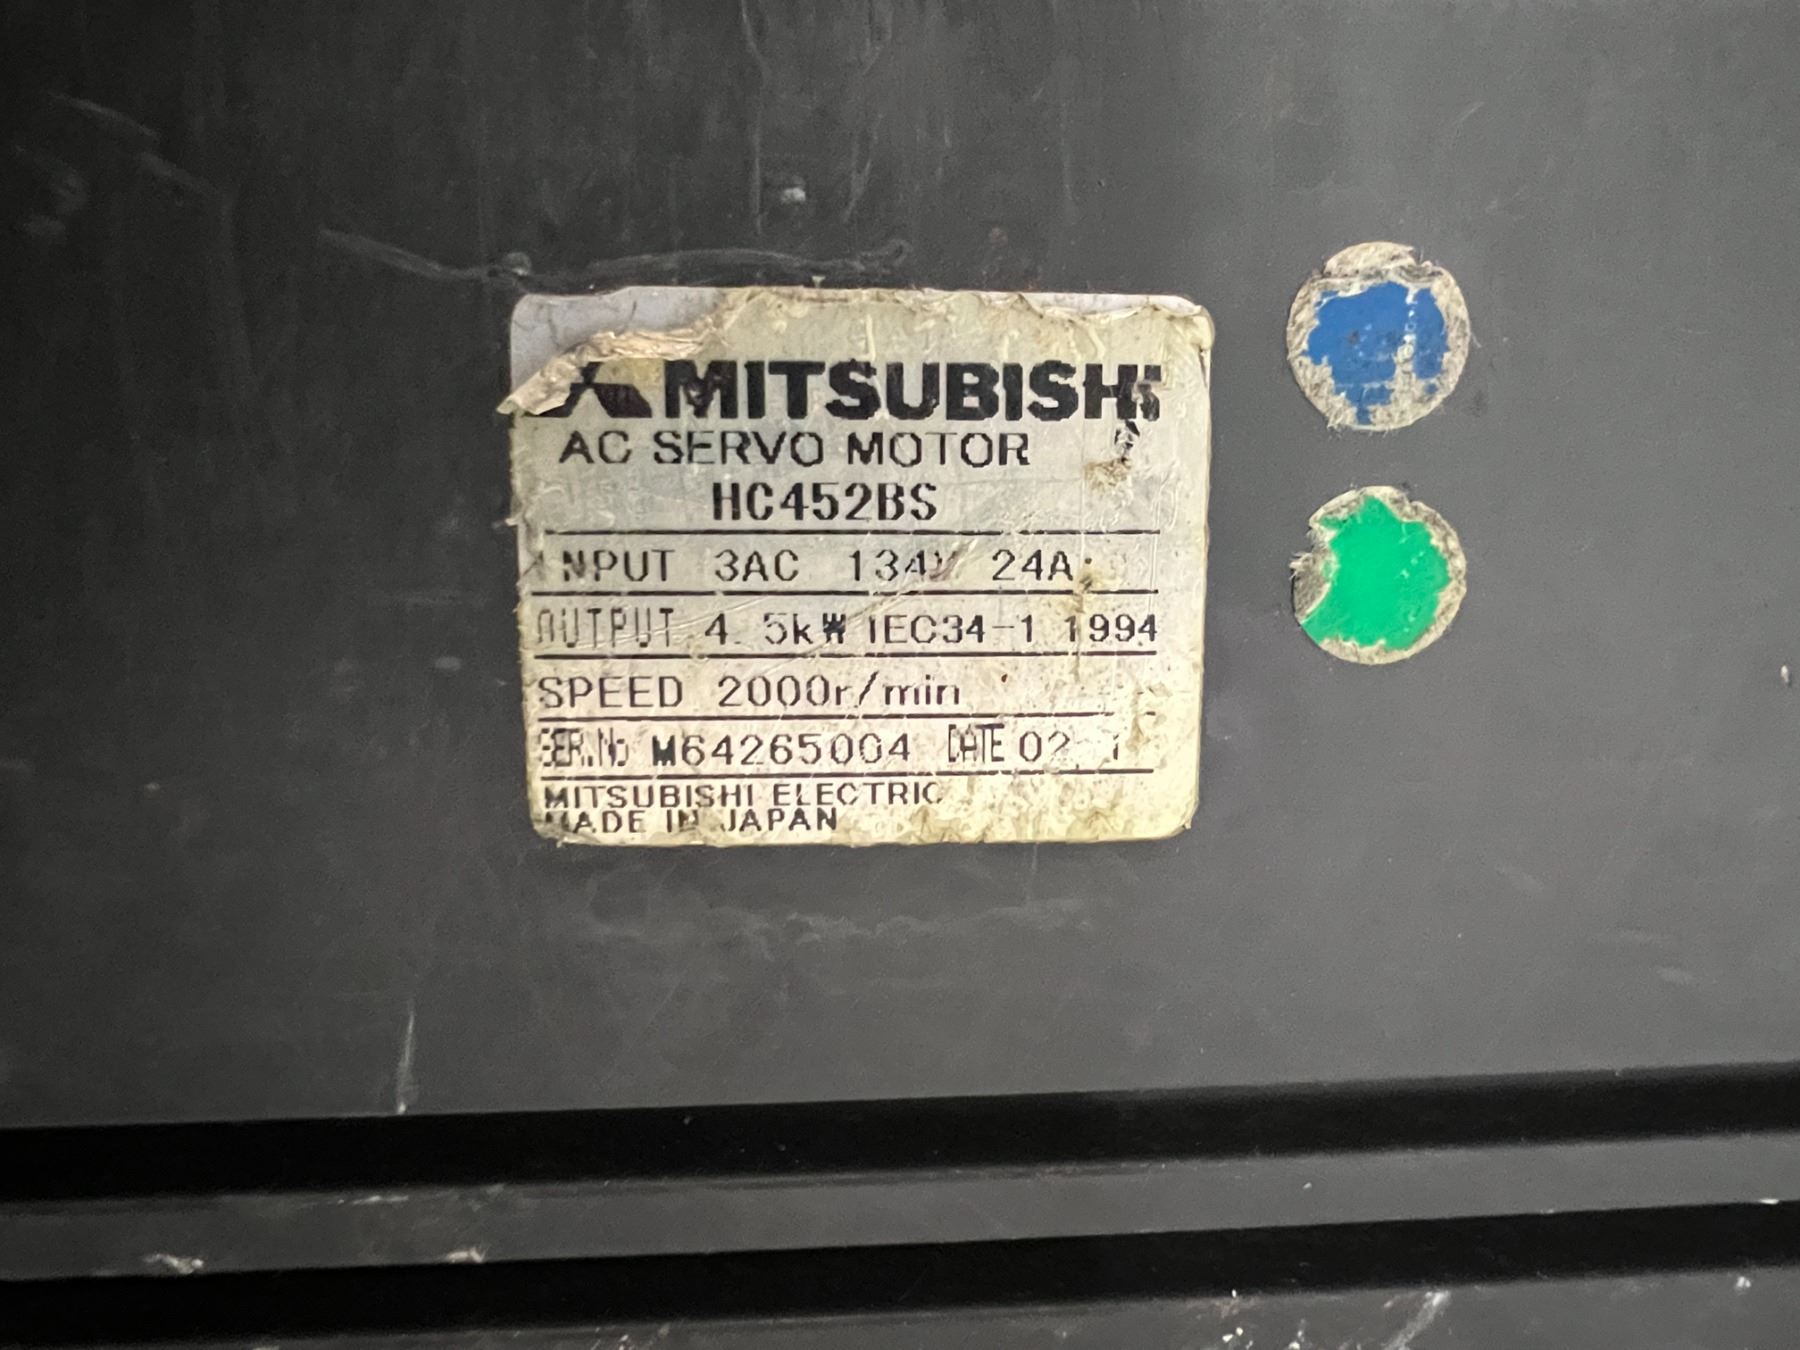 MITSUBISHI
AC SERVO MOTOR
HC452BS
INPUT 3AC 134V 24A
OUTPUT 4.5kW IEC34-1 1994
SPEED 2000r/min
SER.No M64265004 DATE
MITSUBISHI ELECTRIC
MADE IN JAPAN